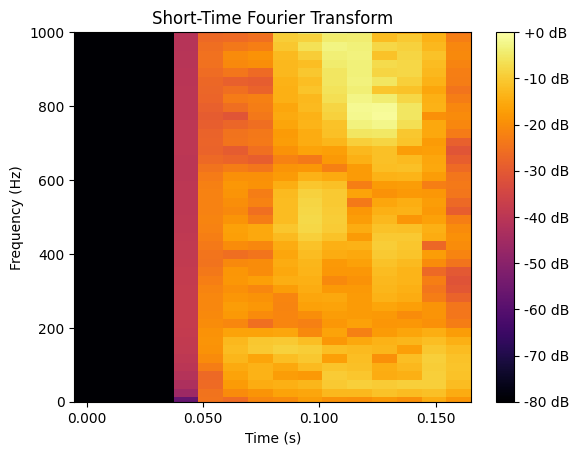 Short-Time Fourier Transform
1000
800
600
400
200
0
Frequency (Hz)
0.000
0.050
0.100
0.150
Time (s)
+0 dB
-10 dB
-20 dB
-30 dB
-40 dB
-50 dB
-60 dB
-70 dB
-80 dB